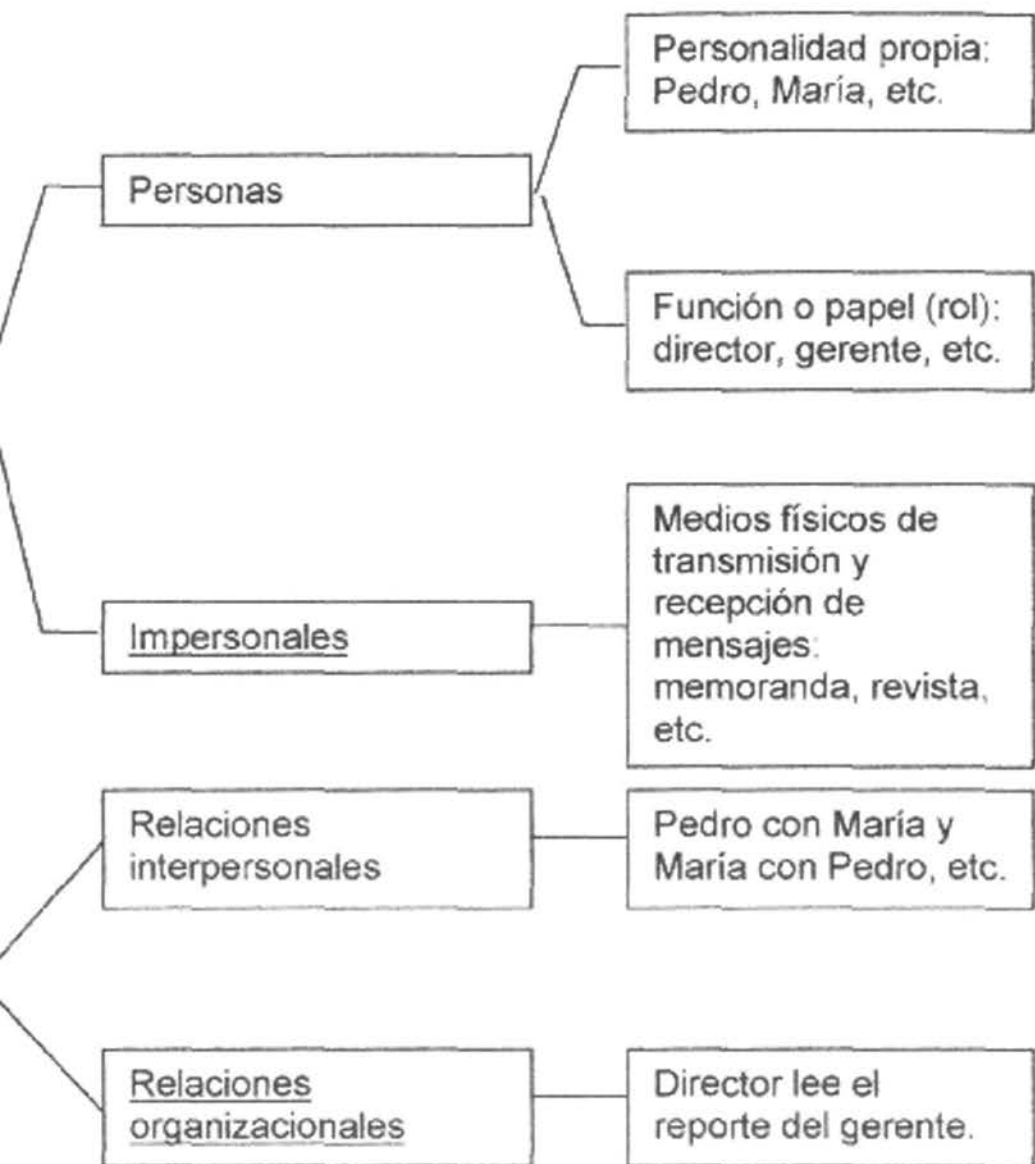 Personalidad propia:
Pedro, María, etc.
Personas
Función o papel (rol):
director, gerente, etc.
Medios físicos de
transmisión y
recepción de
mensajes:
memoranda, revista,
etc.
Impersonales
Relaciones
interpersonales
Pedro con María y
María con Pedro, etc.
Relaciones
organizacionales
Director lee el
reporte del gerente.